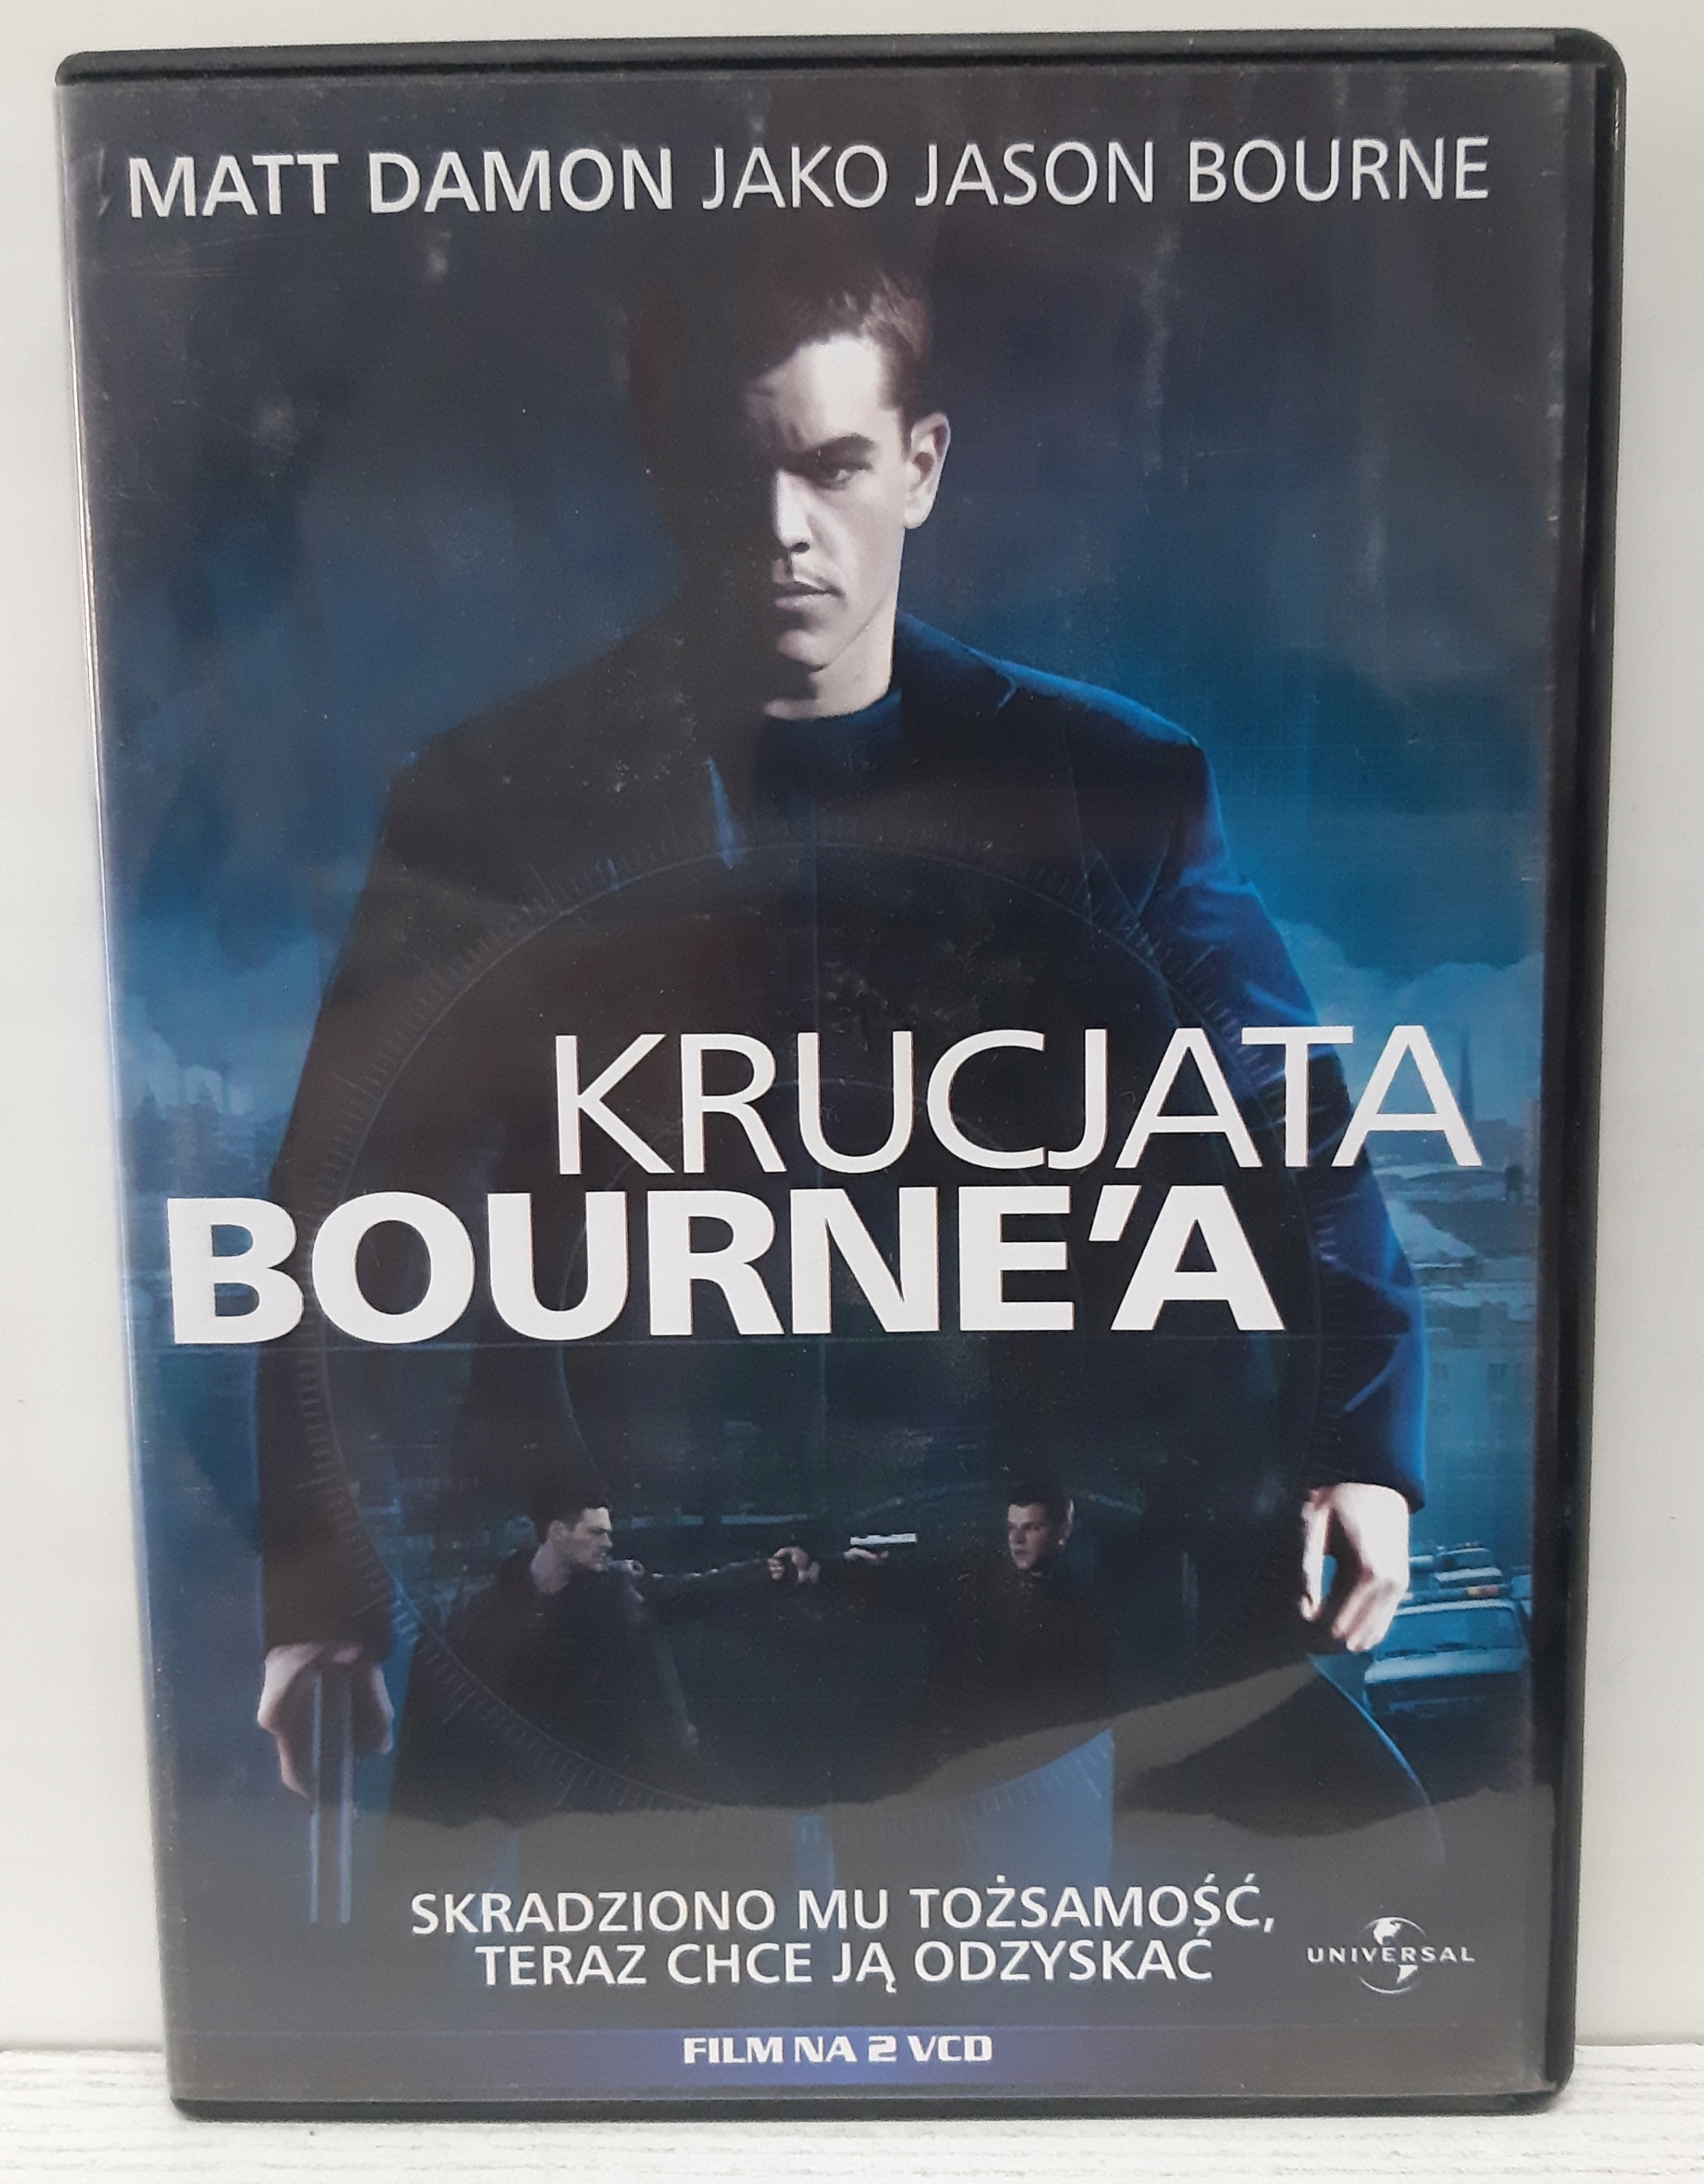 MATT DAMON JAKO JASON BOURNE
KRUCJATA
BOURNE'A
SKRADZIONO MU TOŻSAMOŚĆ,
TERAZ CHCE JĄ ODZYSKAĆ
UNIVERSAL
FILM NA 2 VCD